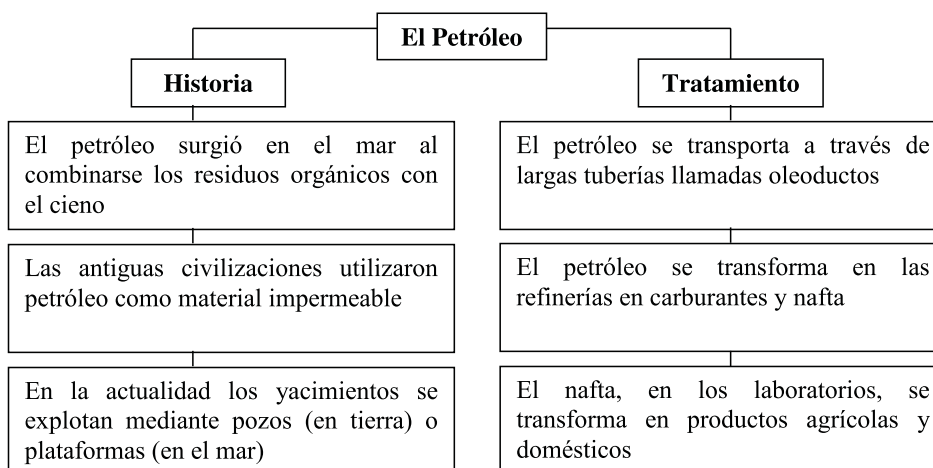 El Petróleo
Historia
El petróleo surgió en el mar al
combinarse los residuos orgánicos con
el cieno
Las antiguas civilizaciones utilizaron
petróleo como material impermeable
En la actualidad los yacimientos se
explotan mediante pozos (en tierra) o
plataformas (en el mar)
Tratamiento
El petróleo se transporta a través de
largas tuberías llamadas oleoductos
El petróleo se transforma en las
refinerías en carburantes y nafta
El nafta, en los laboratorios, se
transforma en productos agrícolas y
domésticos